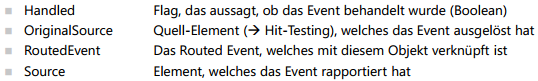 Handled Flag, das aussagt, ob das Event behandelt wurde (Boolean)
OriginalSource Quell-Element (→ Hit-Testing), welches das Event ausgelöst hat
RoutedEvent Das Routed Event, welches mit diesem Objekt verknüpft ist
Source Element, welches das Event rapportiert hat